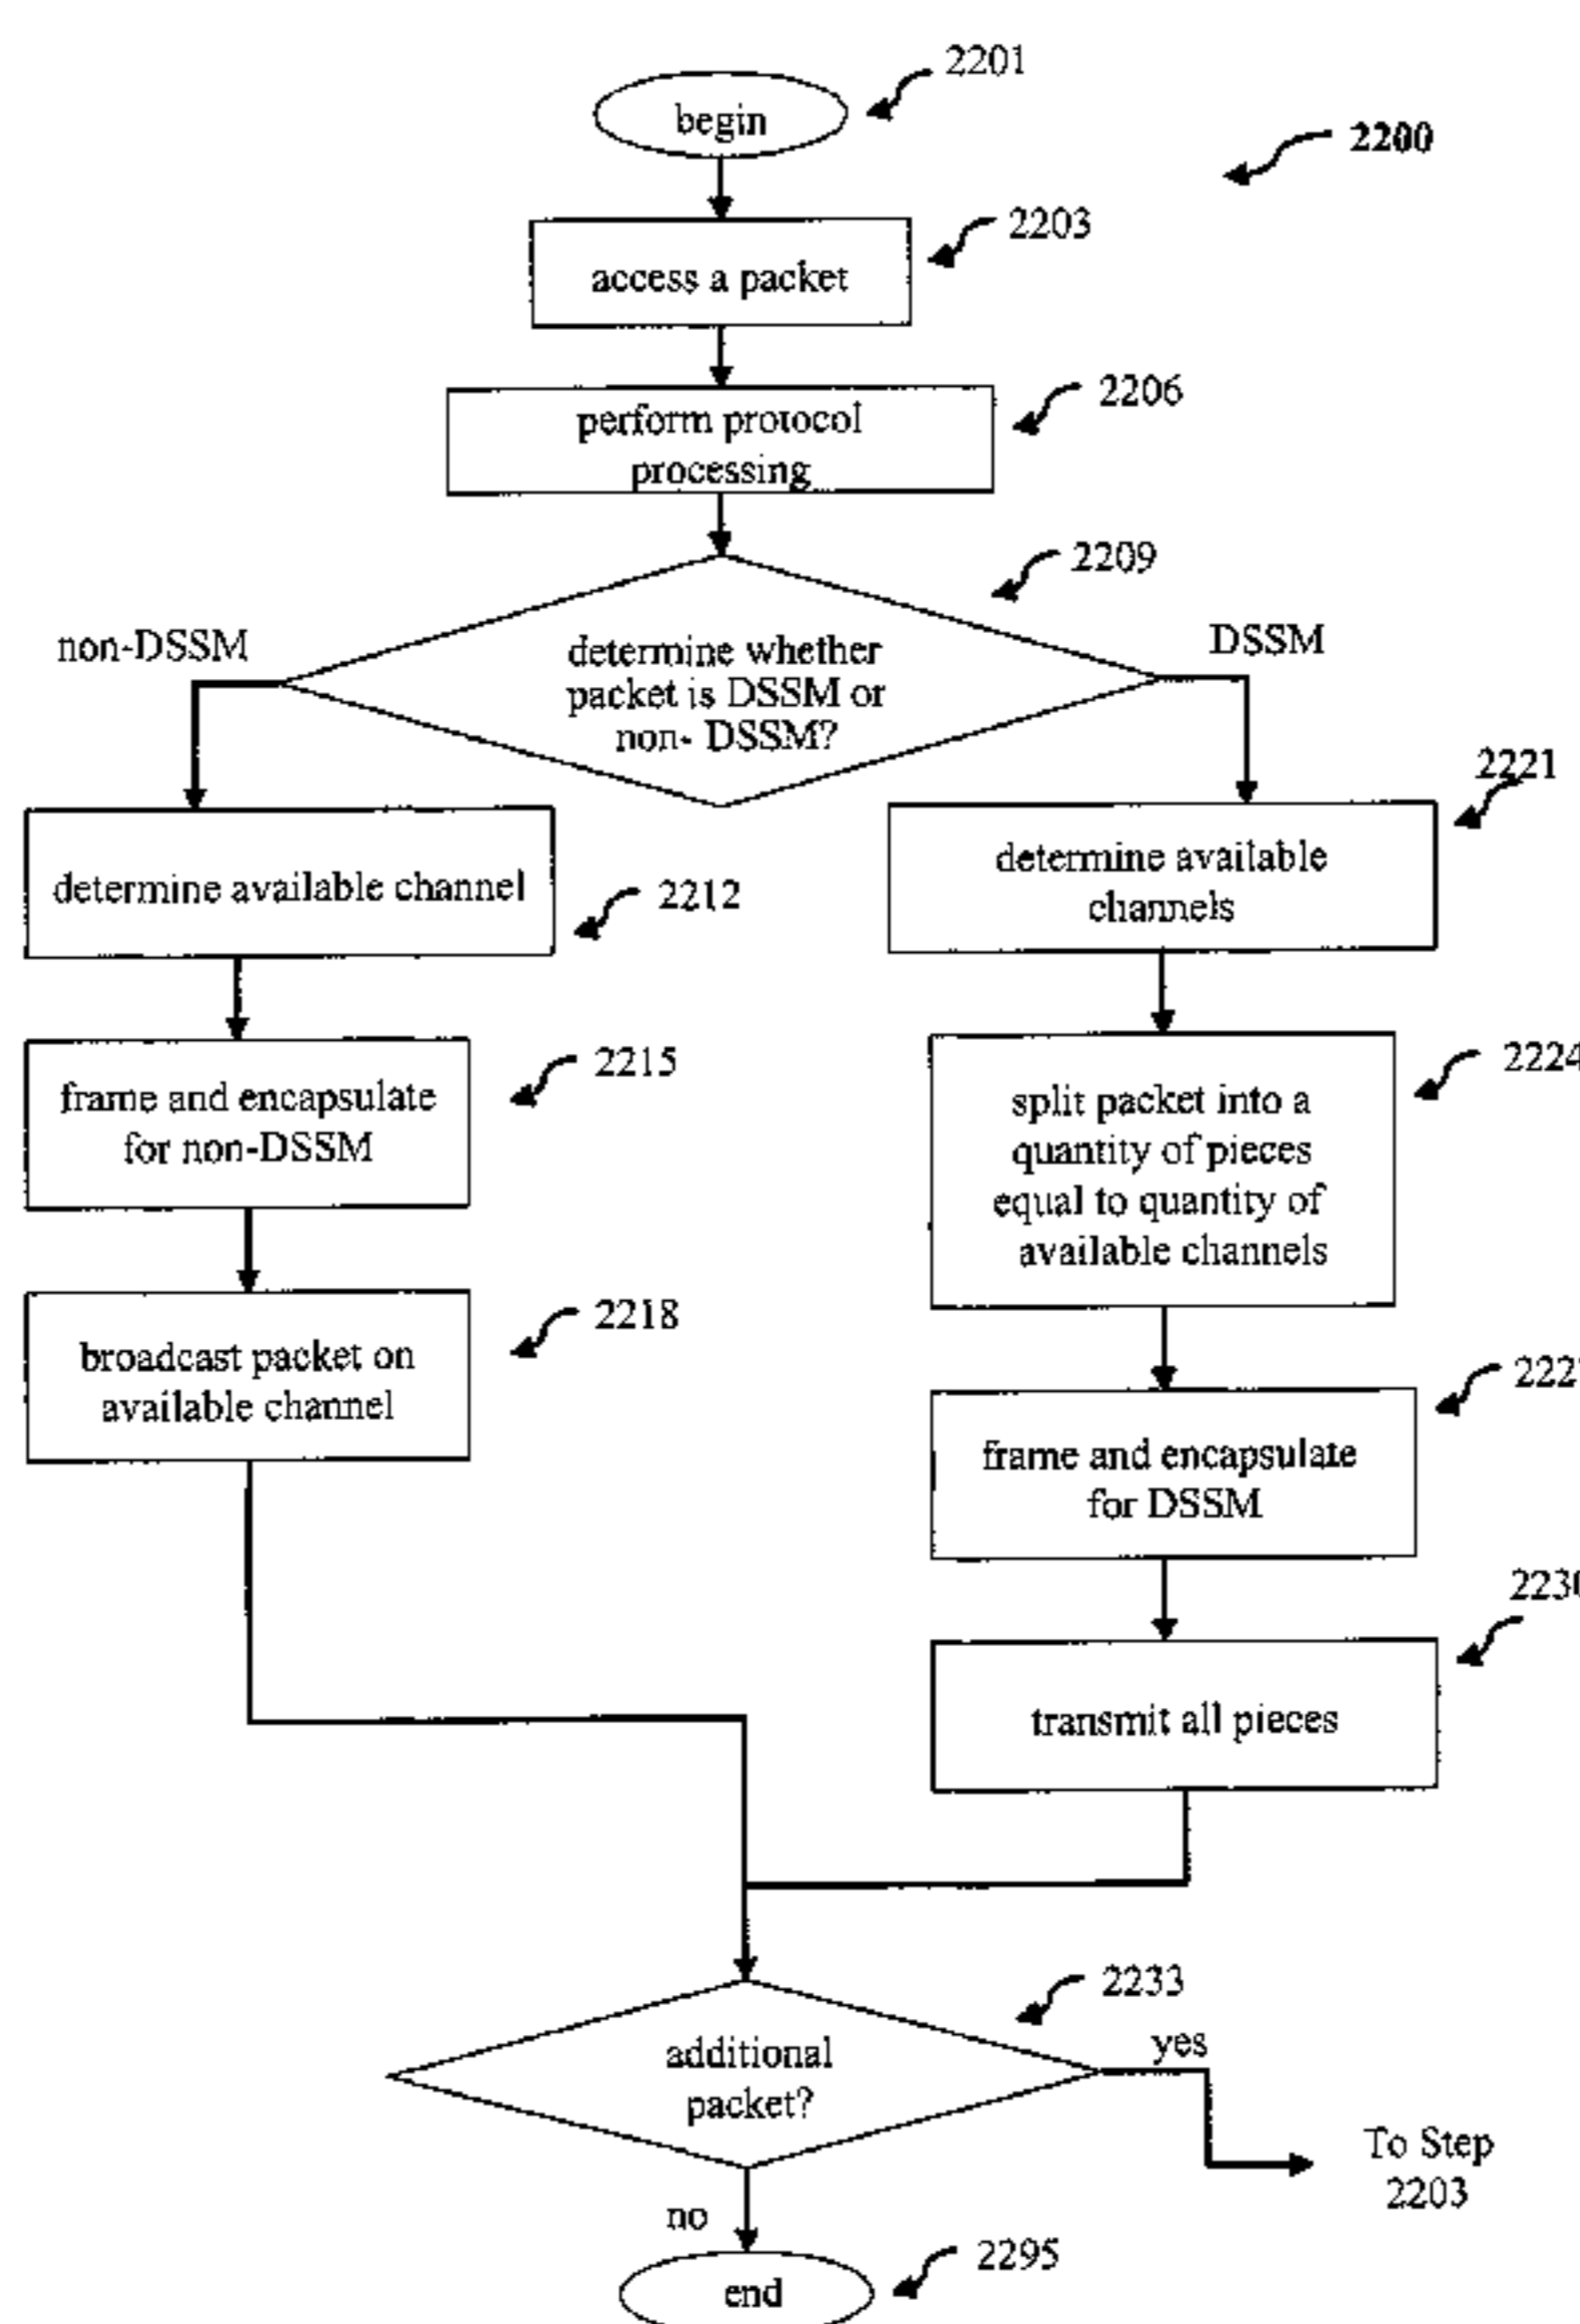 2201
begin
2200
2203
access a packet
2206
perform protocol
processing
2209
non-DSSM
DSSM
determine whether
packet is DSSM or
non- DSSM?
2221
determine available channel
2212
determine available
channels
2215
frame and encapsulate
for non-DSSM
2224
split packet into a
quantity of pieces
equal to quantity of
available channels
2218
broadcast packet on
available channel
frame and encapsulate
for DSSM
2230
transmit all pieces
2233
additional
packet?
yes
To Step
2203
no
2295
end